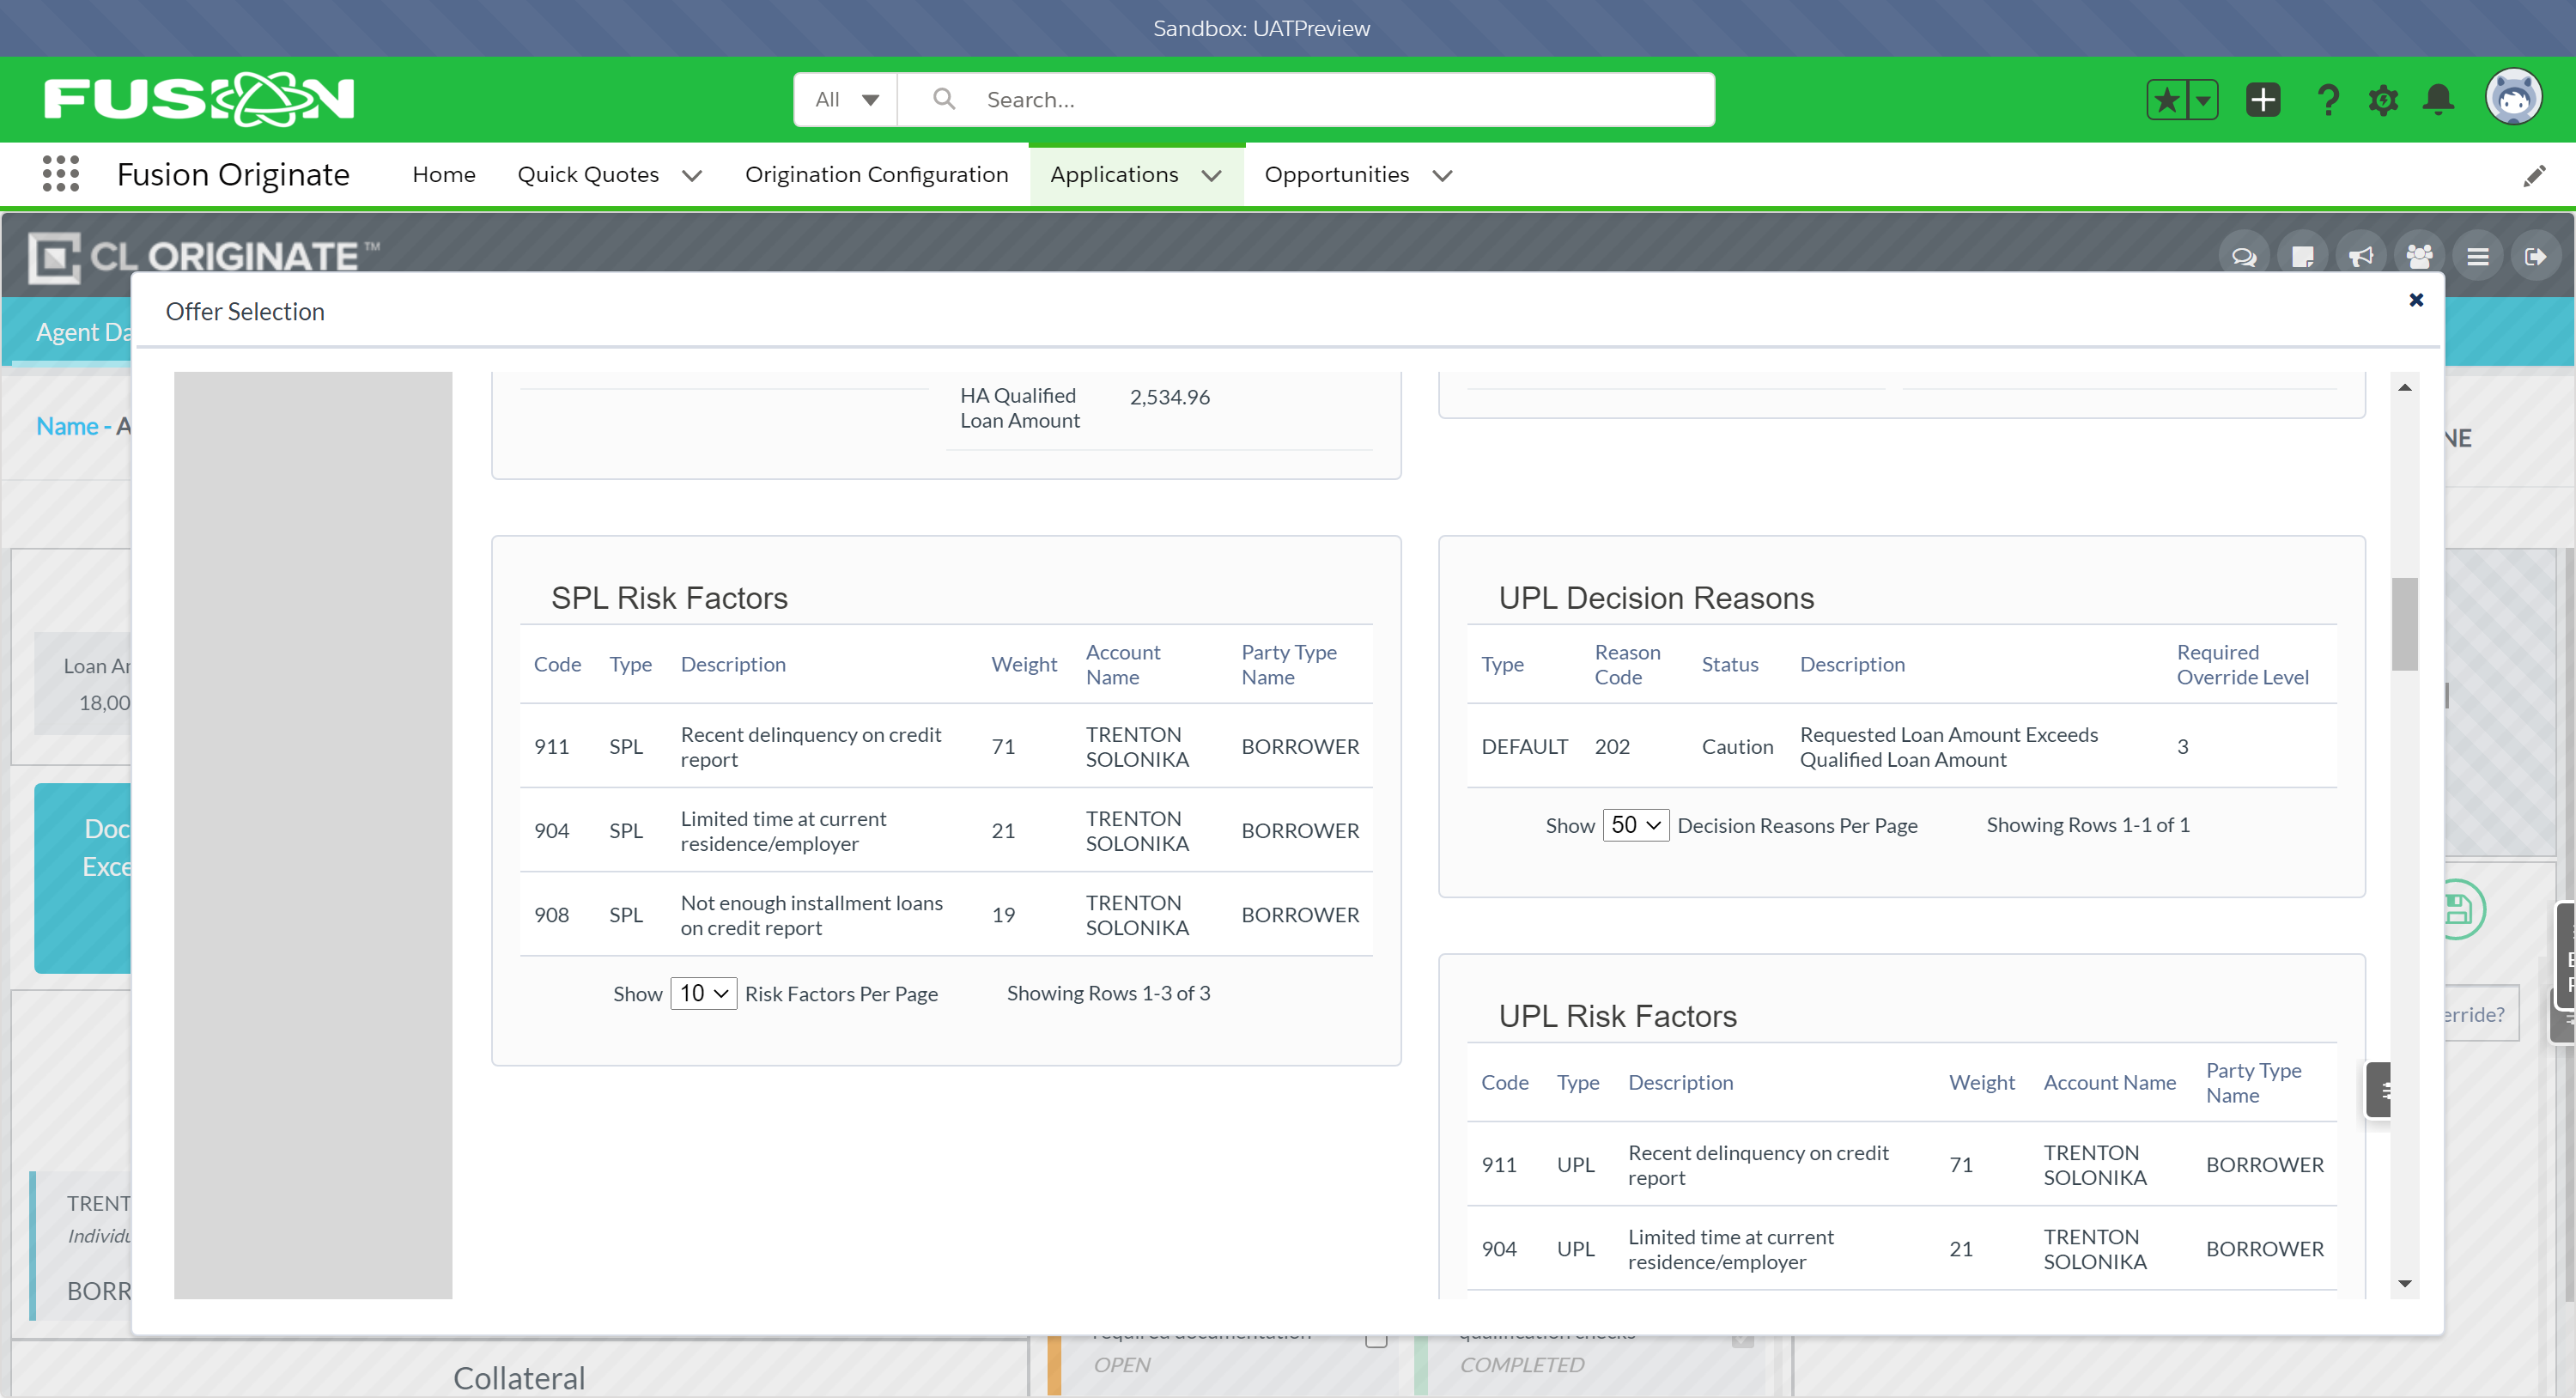 Sandbox: UATPreview
FUSION
All
Search...
Fusion Originate
Home
Quick Quotes
Origination Configuration
Applications
Opportunities
CL ORIGINATE™
Agent Da
Offer Selection
Name - A
NE
HA Qualified
Loan Amount
2,534.96
Loan Ar
18,00
Doc
Exce
SPL Risk Factors
Code Type Description Weight Account Name Party Type Name
911 SPL Recent delinquency on credit report 71 TRENTON SOLONIKA BORROWER
904 SPL Limited time at current residence/employer 21 TRENTON SOLONIKA BORROWER
908 SPL Not enough installment loans on credit report 19 TRENTON SOLONIKA BORROWER
Show 10 Risk Factors Per Page Showing Rows 1-3 of 3
UPL Decision Reasons
Type Reason Code Status Description Required Override Level
DEFAULT 202 Caution Requested Loan Amount Exceeds Qualified Loan Amount 3
Show 50 Decision Reasons Per Page Showing Rows 1-1 of 1
UPL Risk Factors
Code Type Description Weight Account Name Party Type Name
911 UPL Recent delinquency on credit report 71 TRENTON SOLONIKA BORROWER
904 UPL Limited time at current residence/employer 21 TRENTON SOLONIKA BORROWER
erride?
TRENT
Individu
BORR
Collateral
OPEN
COMPLETED